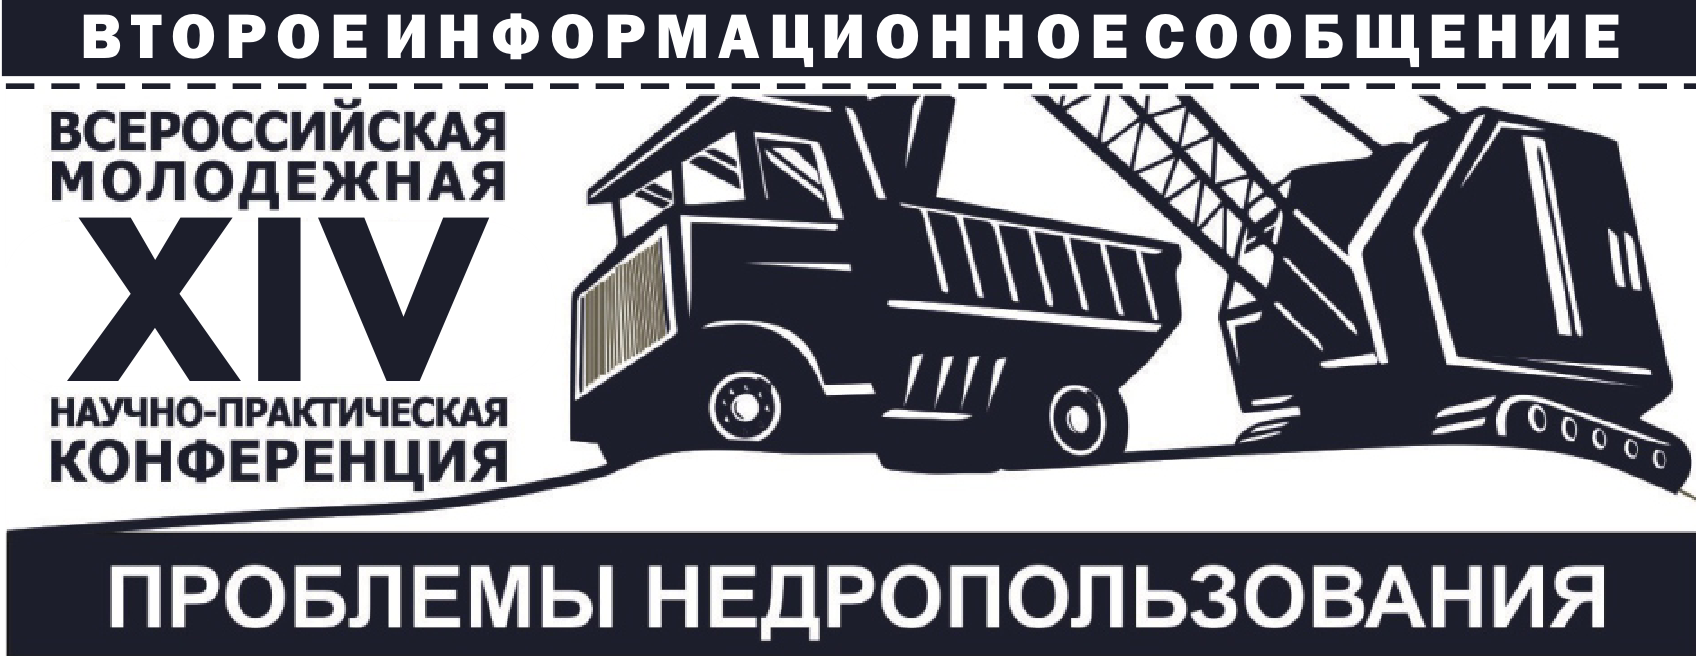 ВТОРОЕ ИНФОРМАЦИОННОЕ СООБЩЕНИЕ
ВСЕРОССИЙСКАЯ
МОЛОДЕЖНАЯ
XIV
НАУЧНО-ПРАКТИЧЕСКАЯ
КОНФЕРЕНЦИЯ
ПРОБЛЕМЫ НЕДРОПОЛЬЗОВАНИЯ